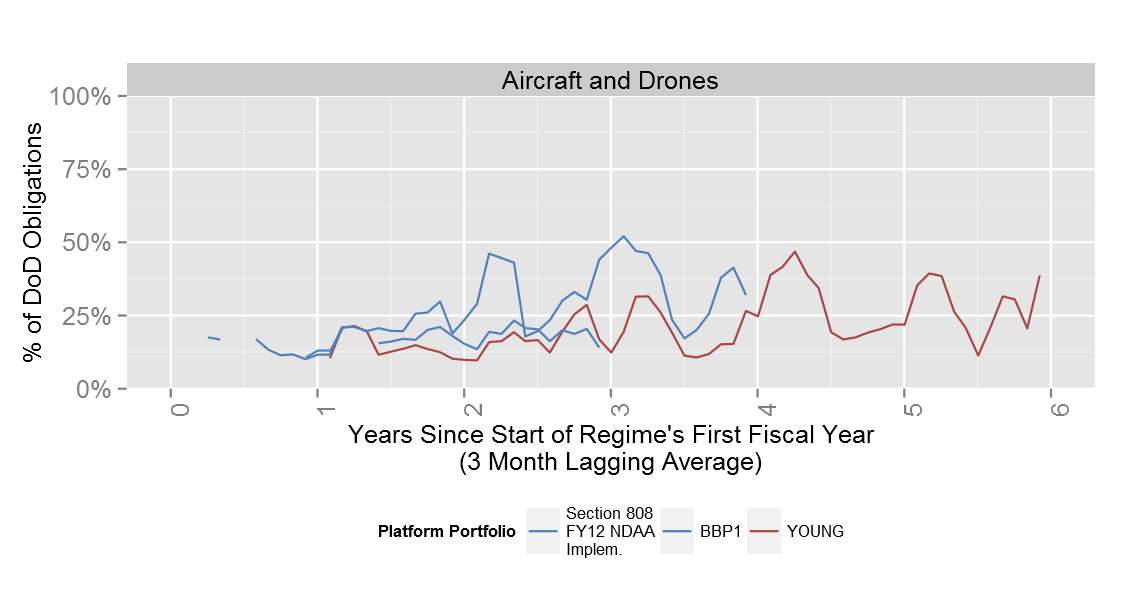 Aircraft and Drones
100%
75%
50%
25%
0%
% of DoD Obligations
0
1
2
3
4
5
6
Years Since Start of Regime's First Fiscal Year
(3 Month Lagging Average)
Platform Portfolio
Section 808
FY12 NDAA
Implem.
BBP1
YOUNG